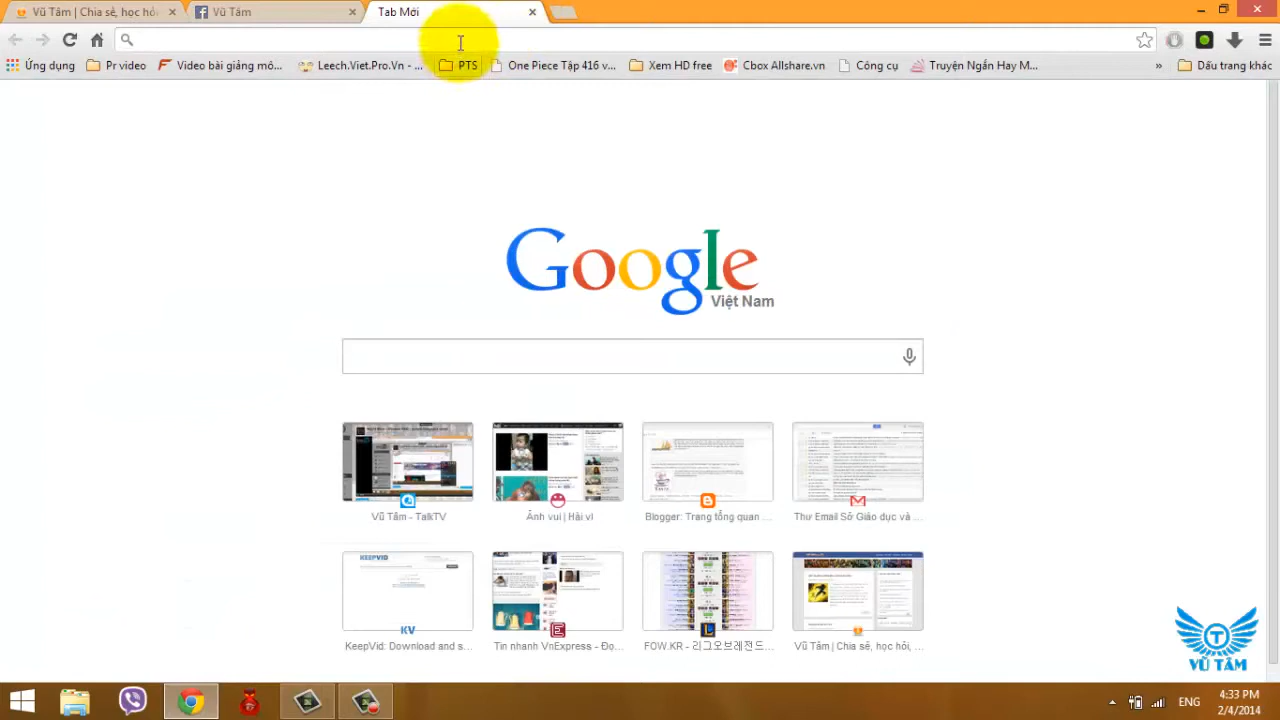 Vũ Tâm | Chia sẻ, học hỏ
Vũ Tâm
Tab Mới
Ứng dụng
Pr video
Video bài giảng mô...
Leech.Viet.Pro.Vn - ...
PTS
One Piece Tập 416 v...
Xem HD free
Cbox Allshare.vn
Công cụ
Truyện Ngắn Hay M...
»
Dấu trang khác
Google
Việt Nam
Vũ Tâm - TalkTV
Ảnh vui | Hài vl
Blogger: Trang tổng quan ...
Thư Email Sở Giáo dục và ...
KEEPVID
KV
KeepVid: Download and s...
Tin nhanh VnExpress - Đọ...
FOW.KR - 리그오브레전드...
Vũ Tâm | Chia sẻ, học hỏi, ...
T
VŨ TÂM
ENG
4:33 PM
2/4/2014